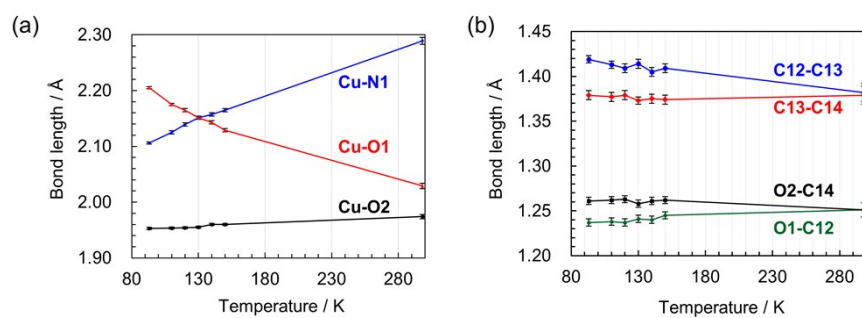 (a)
Bond length / Å
2.30
2.20
2.10
2.00
1.90
Cu-N1
Cu-O1
Cu-O2
80 130 180 230 280
Temperature / K
(b)
Bond length / Å
1.45
1.40
1.35
1.30
1.25
1.20
C12-C13
C13-C14
O2-C14
O1-C12
80 130 180 230 280
Temperature / K